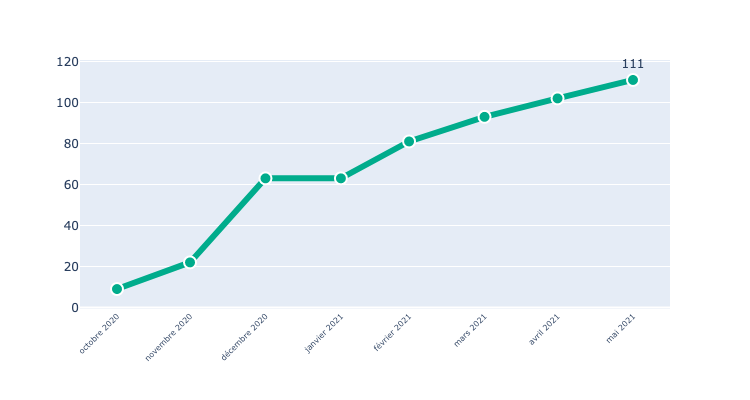 120
111
100
80
60
40
20
0
octobre 2020
novembre 2020
décembre 2020
janvier 2021
février 2021
mars 2021
avril 2021
mai 2021